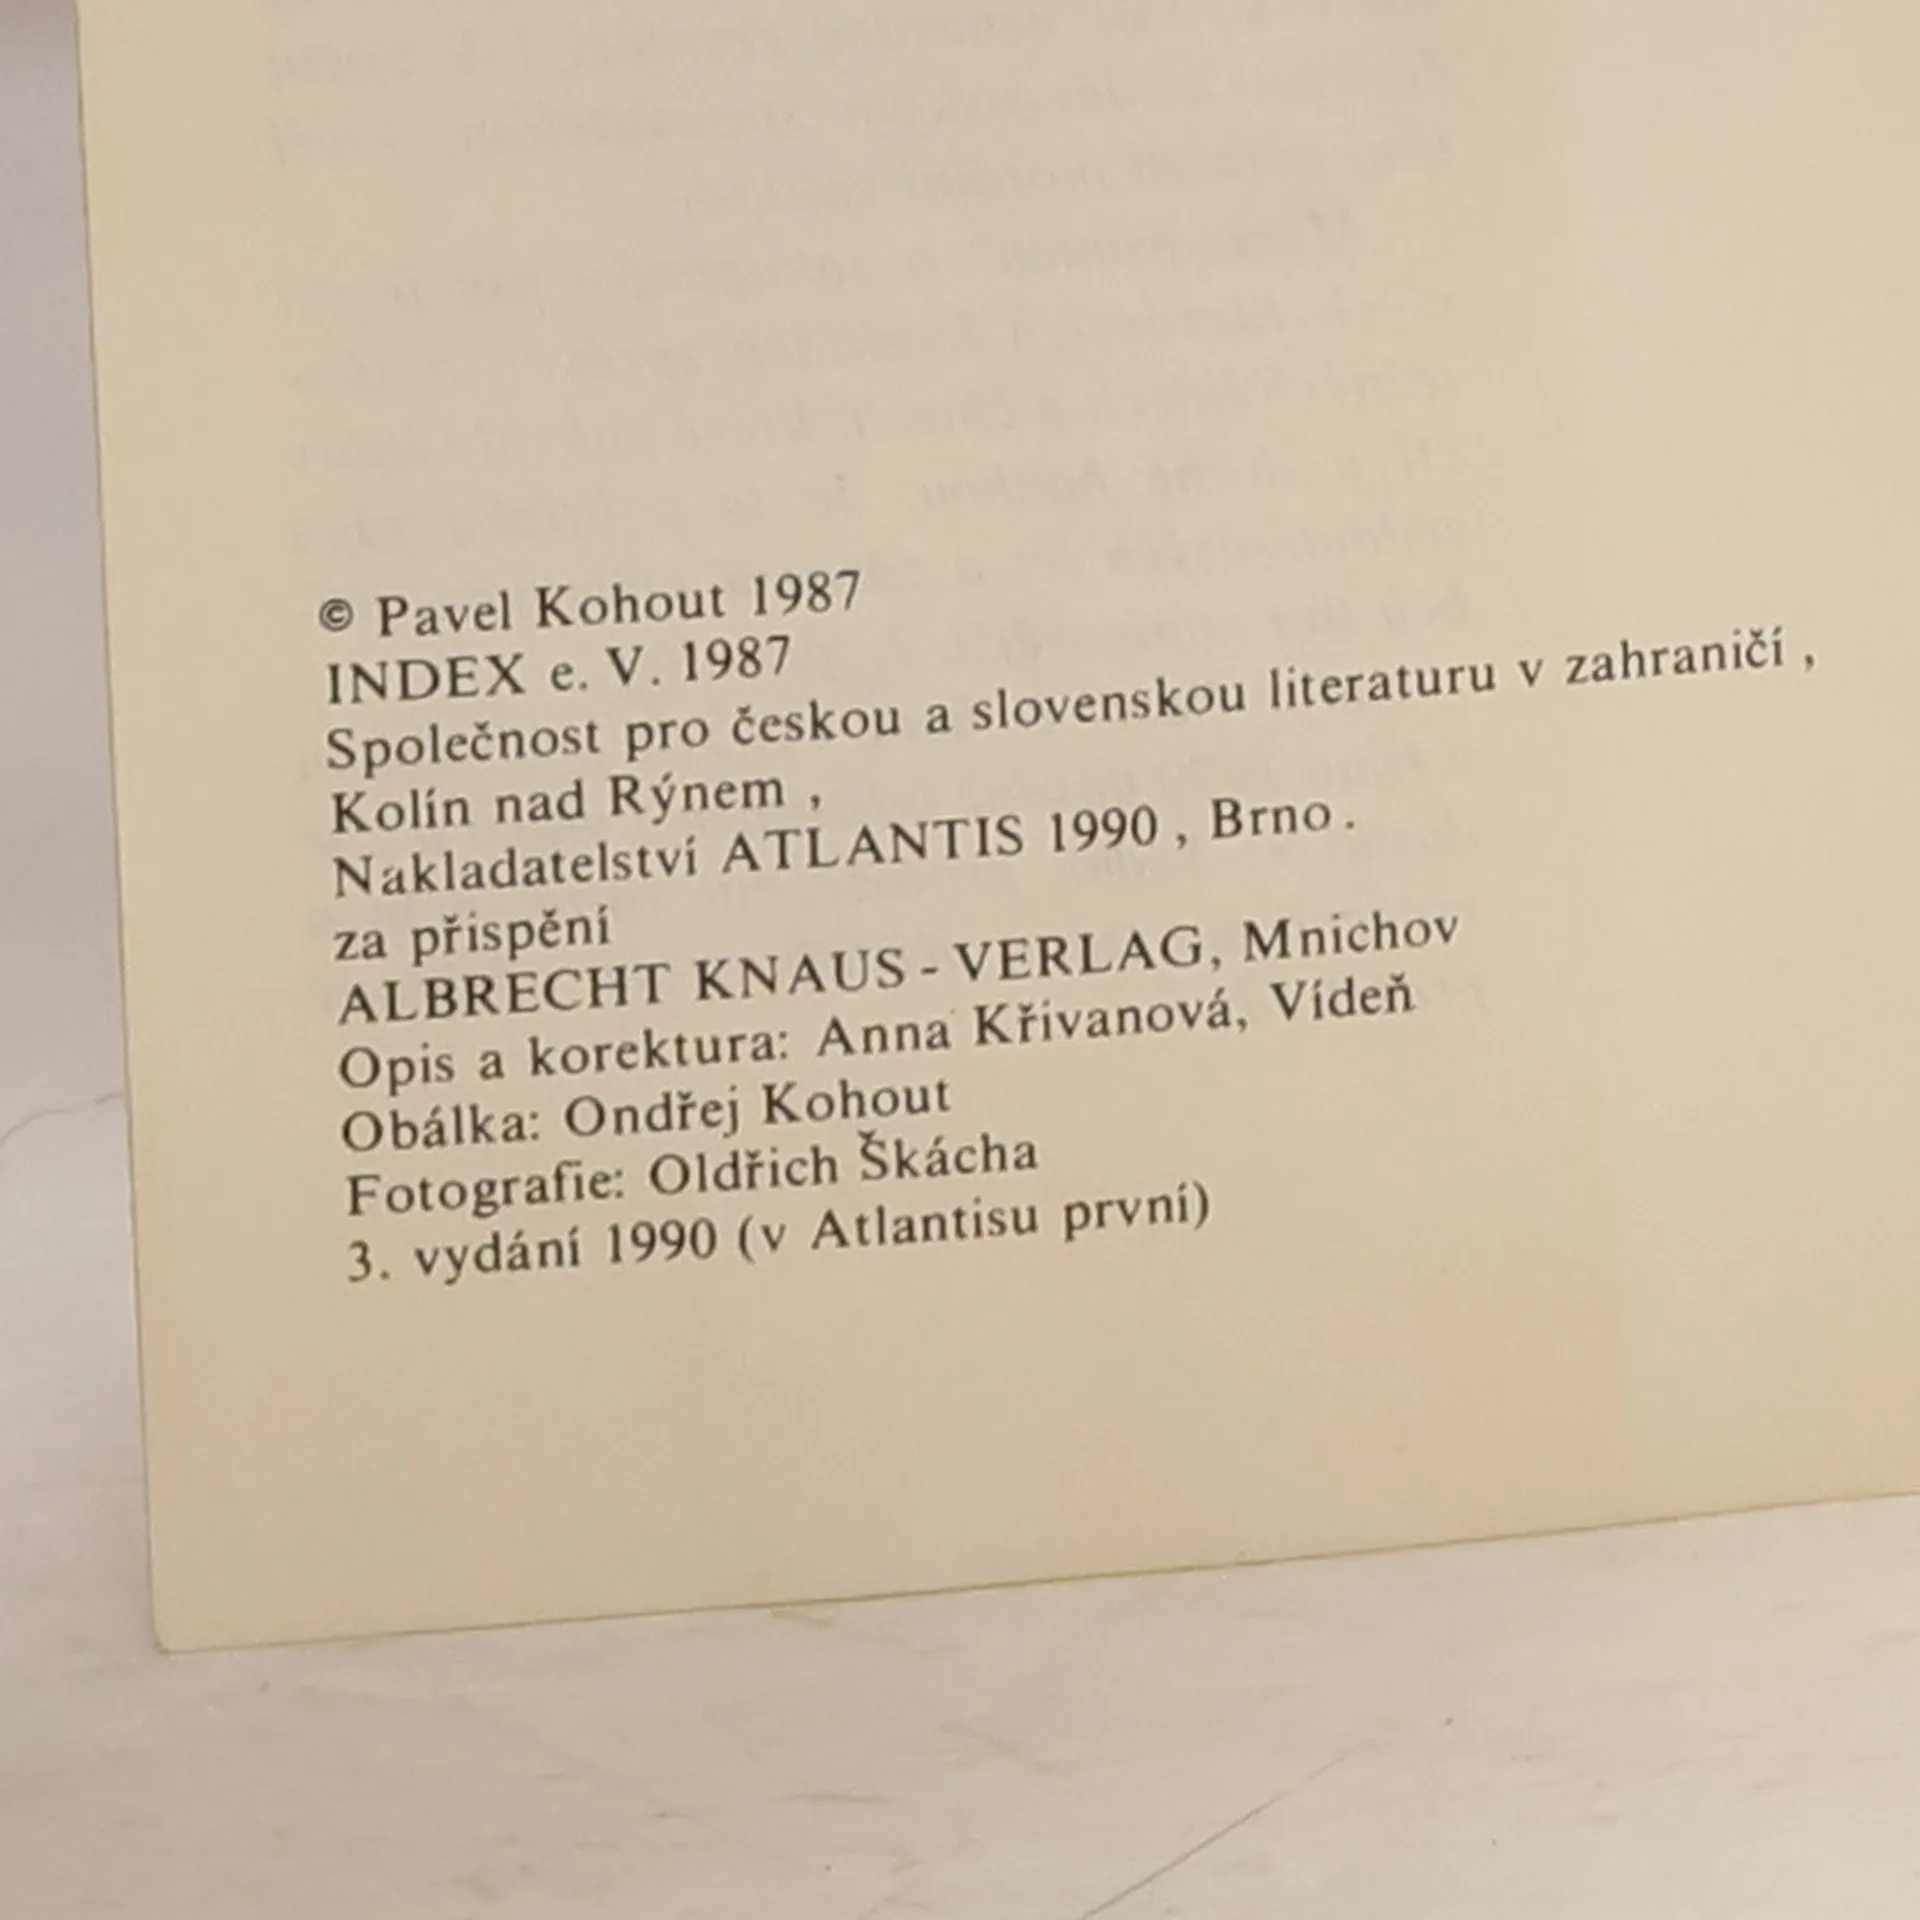 © Pavel Kohout 1987
INDEX e. V. 1987
Společnost pro českou a slovenskou literaturu v zahraničí ,
Kolín nad Rýnem ,
Nakladatelství ATLANTIS 1990 , Brno .
za přispění
ALBRECHT KNAUS - VERLAG, Mnichov
Opis a korektura: Anna Křivanová, Vídeň
Obálka: Ondřej Kohout
Fotografie: Oldřich Škácha
3. vydání 1990 (v Atlantisu první)